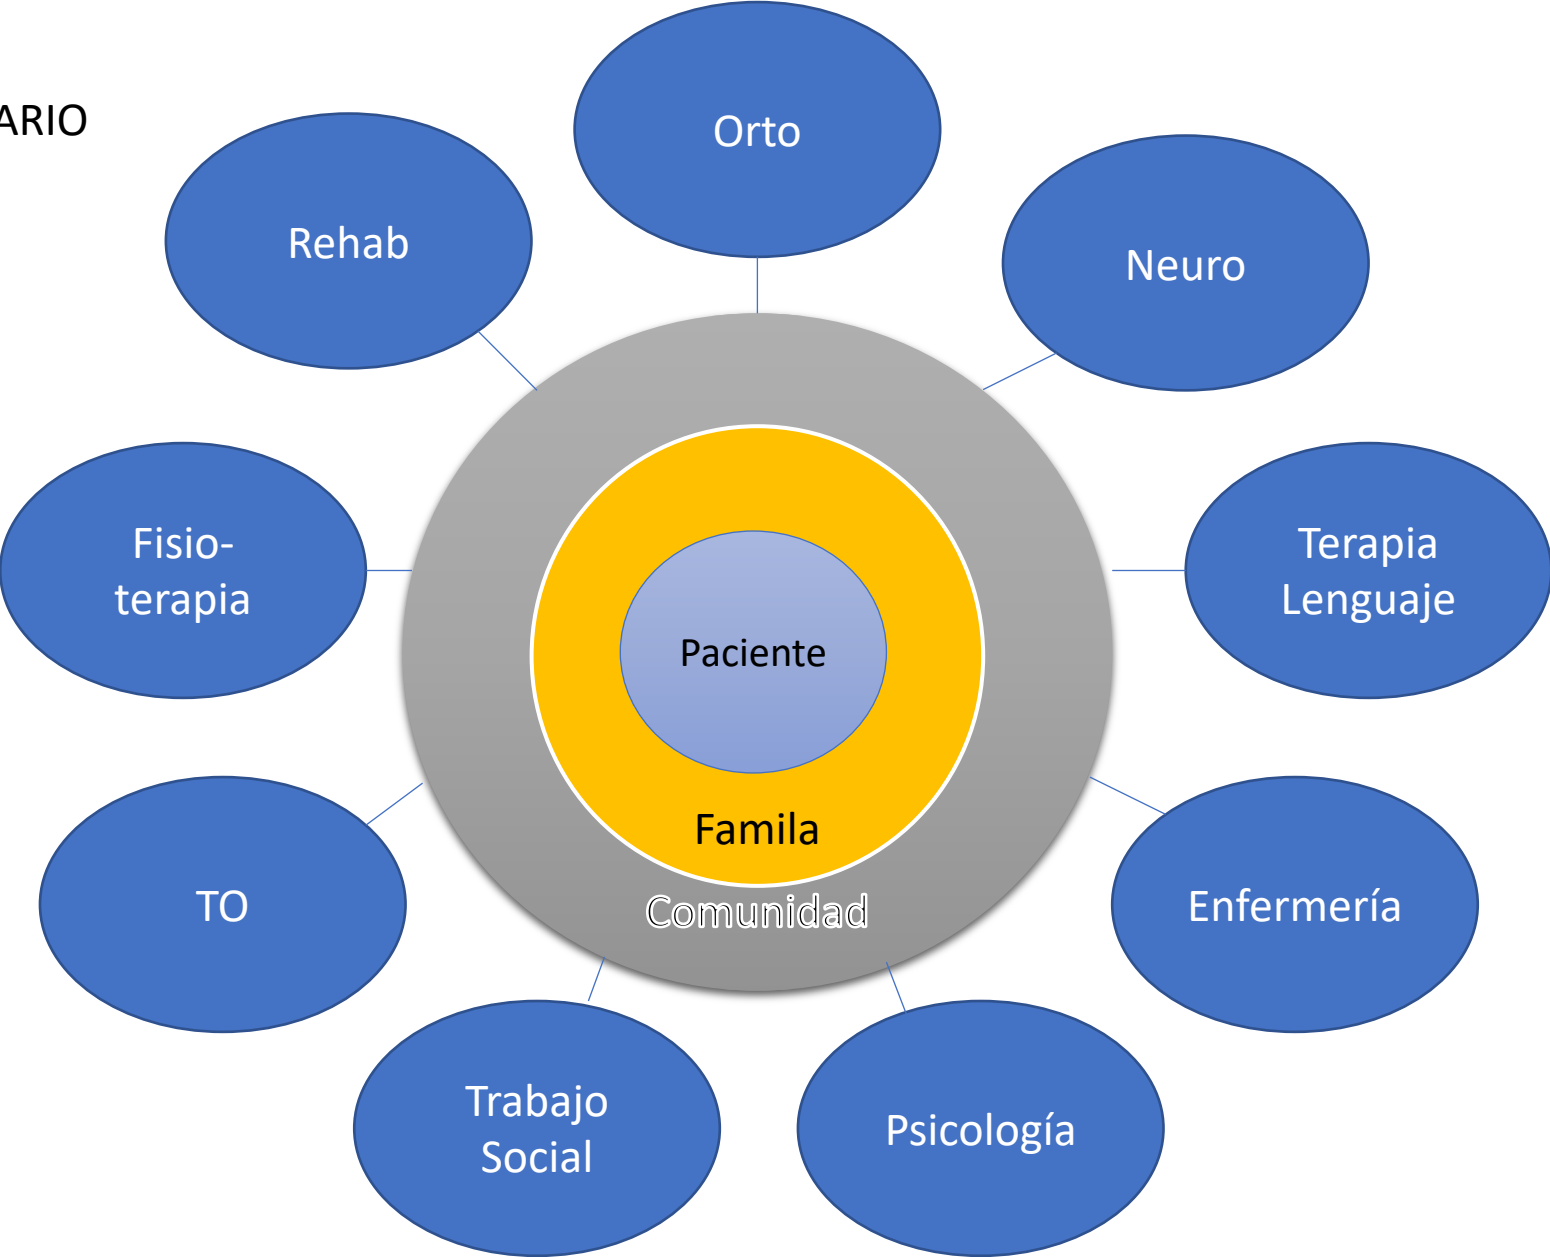 ARIO
Orto
Rehab
Neuro
Fisio-
terapia
Terapia
Lenguaje
Paciente
Famila
Comunidad
TO
Enfermería
Trabajo
Social
Psicología